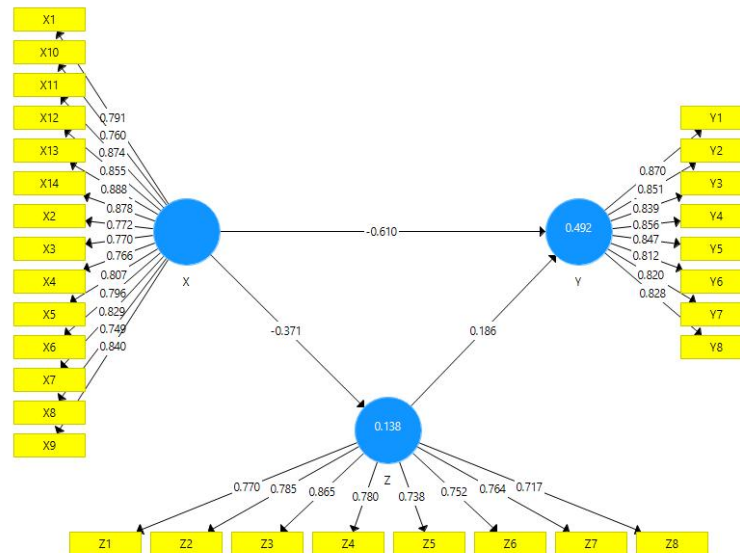 X1
X10
X11
X12
X13
X14
X2
X3
X4
X5
X6
X7
X8
X9
0.791
0.760
0.874
0.855
0.888
0.878
0.772
0.770
0.766
0.807
0.796
0.829
0.749
0.840
X
-0.610
-0.371
0.186
0.492
Y
0.870
0.851
0.839
0.856
0.847
0.812
0.820
0.828
Y1
Y2
Y3
Y4
Y5
Y6
Y7
Y8
0.138
Z
0.770
0.785
0.865
0.780
0.738
0.752
0.764
0.717
Z1
Z2
Z3
Z4
Z5
Z6
Z7
Z8